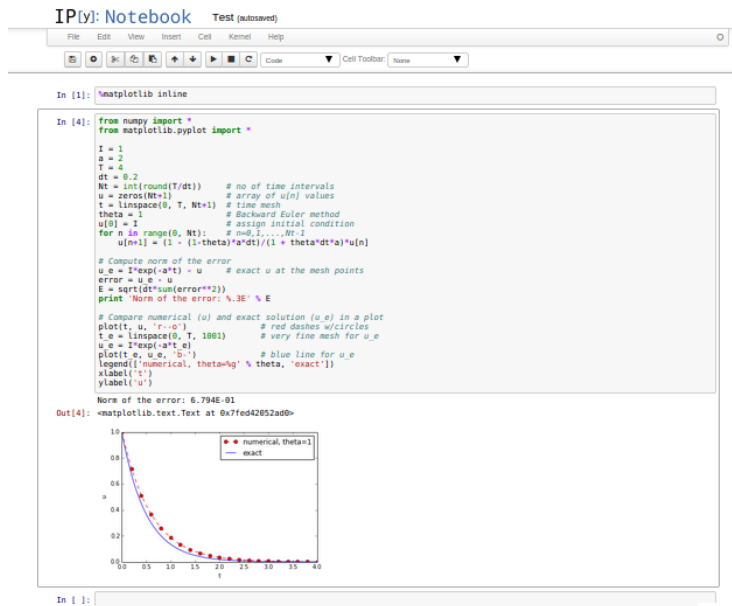 IP[y]: Notebook Test (autosaved)
File Edit View Insert Cell Kernel Help
Code Cell Toolbar: None
In [1]: %matplotlib inline
In [4]: from numpy import *
from matplotlib.pyplot import *
I = 1
a = 2
T = 4
dt = 0.2
Nt = int(round(T/dt)) # no of time intervals
u = zeros(Nt+1) # array of u[n] values
t = linspace(0, T, Nt+1) # time mesh
theta = 1 # Backward Euler method
u[0] = I # assign initial condition
for n in range(0, Nt): # n=0,1,...,Nt-1
u[n+1] = (1 - (1-theta)*a*dt)/(1 + theta*dt*a)*u[n]
# Compute norm of the error
u_e = I*exp(-a*t) - u # exact u at the mesh points
error = u_e - u
E = sqrt(dt*sum(error**2))
print 'Norm of the error: %.3E' % E
# Compare numerical (u) and exact solution (u_e) in a plot
plot(t, u, 'r--o') # red dashes w/circles
t_e = linspace(0, T, 1001) # very fine mesh for u_e
u_e = I*exp(-a*t_e)
plot(t_e, u_e, 'b-') # blue line for u_e
legend(['numerical, theta=%g' % theta, 'exact'])
xlabel('t')
ylabel('u')
Norm of the error: 6.794E-01
Out[4]: <matplotlib.text.Text at 0x7fed42052ad0>
numerical, theta=1
exact
1.0
0.8
0.6
0.4
0.2
0.0
u
0.0 0.5 1.0 1.5 2.0 2.5 3.0 3.5 4.0
t
In [ ]: